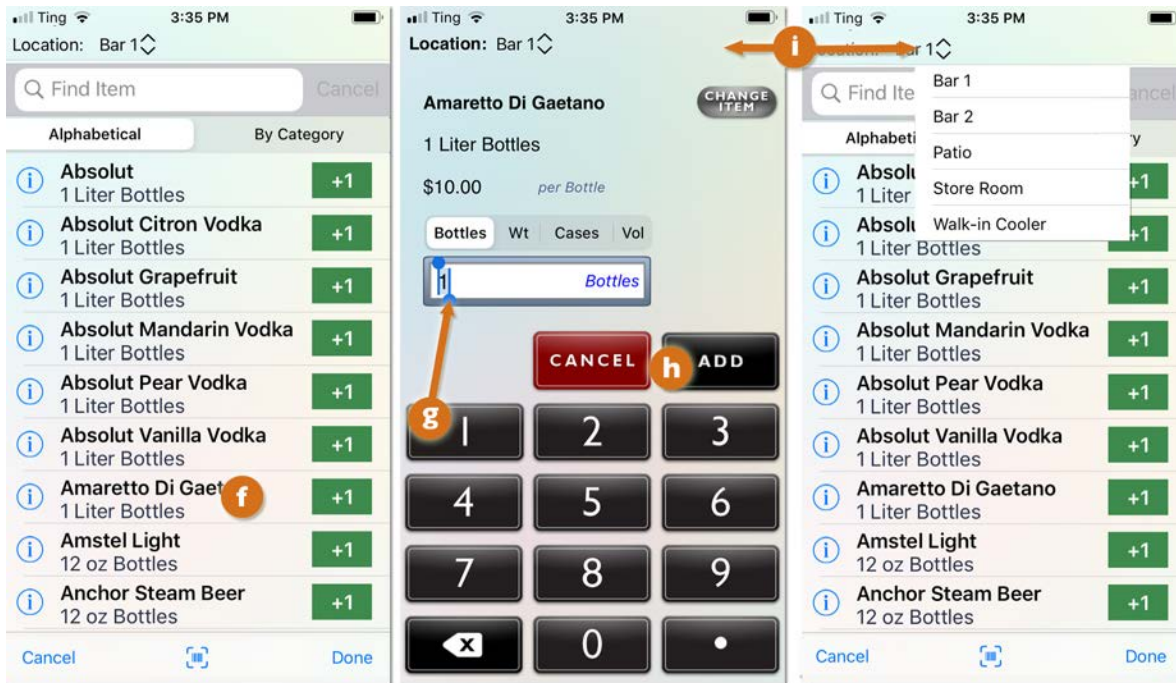 Ting 3:35 PM
Location: Bar 1
Find Item Cancel
Alphabetical By Category
i Absolut +1
1 Liter Bottles
i Absolut Citron Vodka +1
1 Liter Bottles
i Absolut Grapefruit +1
1 Liter Bottles
i Absolut Mandarin Vodka +1
1 Liter Bottles
i Absolut Pear Vodka +1
1 Liter Bottles
i Absolut Vanilla Vodka +1
1 Liter Bottles
i Amaretto Di Gaet f +1
1 Liter Bottles
i Amstel Light +1
12 oz Bottles
i Anchor Steam Beer +1
12 oz Bottles
Cancel Done
Ting 3:35 PM
Location: Bar 1
Amaretto Di Gaetano
CHANGE
ITEM
1 Liter Bottles
$10.00 per Bottle
Bottles Wt Cases Vol
1 Bottles
CANCEL h ADD
g
1 2 3
4 5 6
7 8 9
x 0 .
i
Ting 3:35 PM
Bar 1
Find Ite
Bar 1
Bar 2
Patio
Store Room
Walk-in Cooler
Alphabeti y
i Absolu +1
1 Liter
i Absolu +1
1 Liter Bottles
i Absolut Grapefruit +1
1 Liter Bottles
i Absolut Mandarin Vodka +1
1 Liter Bottles
i Absolut Pear Vodka +1
1 Liter Bottles
i Absolut Vanilla Vodka +1
1 Liter Bottles
i Amaretto Di Gaetano +1
1 Liter Bottles
i Amstel Light +1
12 oz Bottles
i Anchor Steam Beer +1
12 oz Bottles
Cancel Done